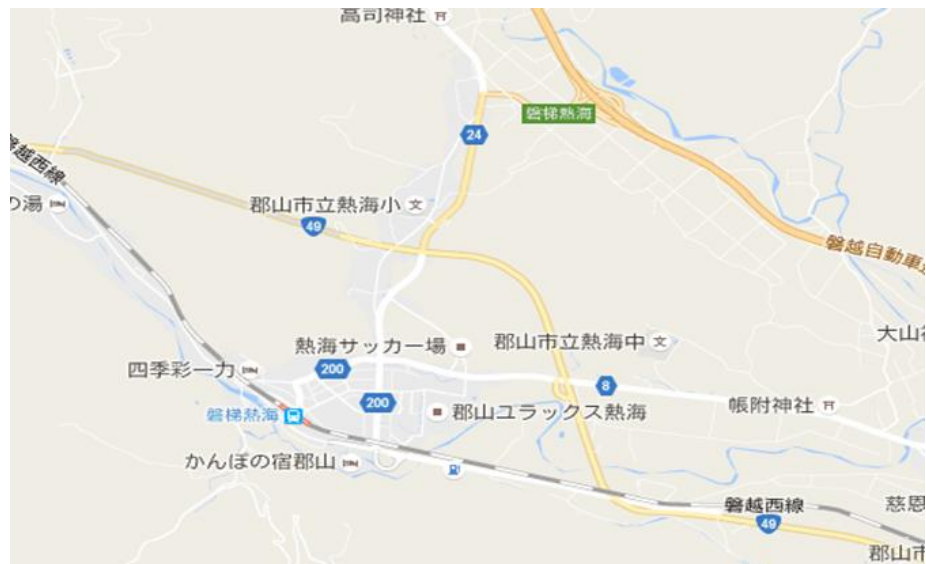 高司神社
磐梯熱海
24
磐越西線
の湯
郡山市立熱海小
49
磐越自動車道
大山神
熱海サッカー場
郡山市立熱海中
四季彩一力
200
8
200
帳附神社
磐梯熱海
郡山ユラックス熱海
かんぽの宿郡山
磐越西線
慈恩
49
郡山市